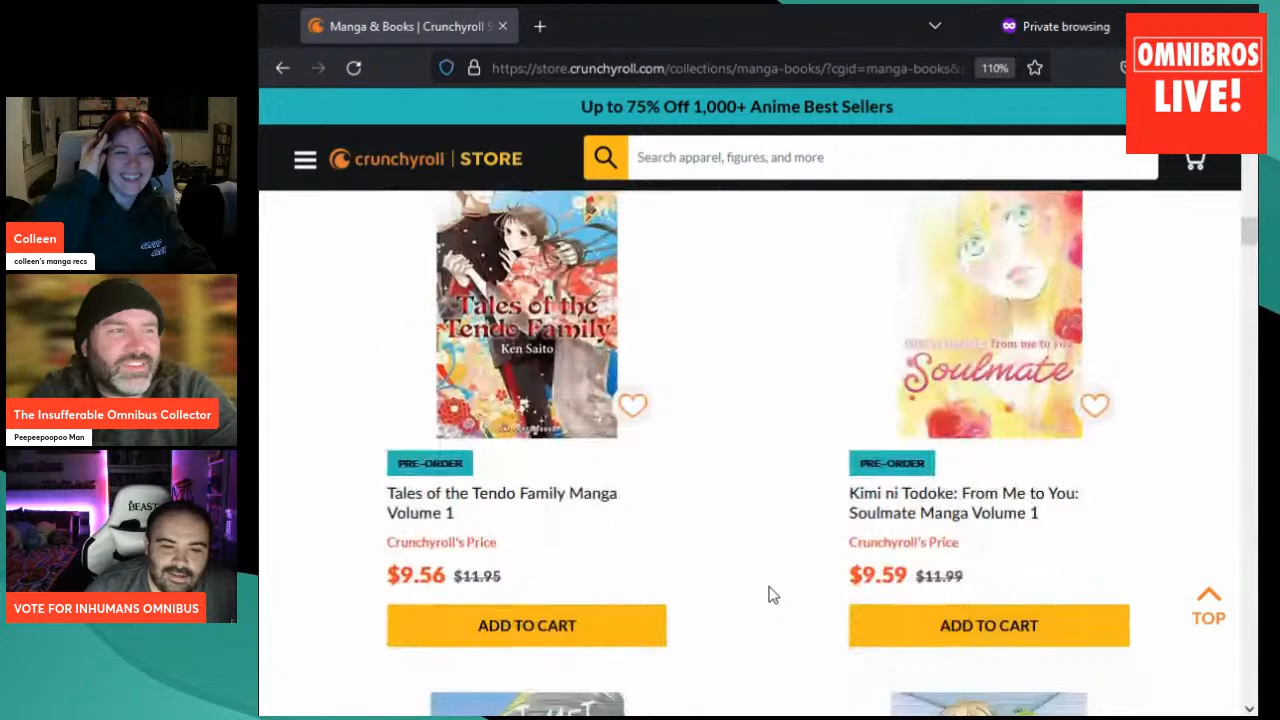 Manga & Books | Crunchyroll S
Private browsing
https://store.crunchyroll.com/collections/manga-books/?cgid=manga-books&
110%
OMNIBROS
LIVE!
Up to 75% Off 1,000+ Anime Best Sellers
crunchyroll | STORE
Search apparel, figures, and more
Colleen
colleen's manga recs
The Insufferable Omnibus Collector
Peepeepoopoo Man
BEAST
VOTE FOR INHUMANS OMNIBUS
Tales of the
Tendo Family
Ken Saito
from me to you
Soulmate
PRE-ORDER
Tales of the Tendo Family Manga
Volume 1
Crunchyroll's Price
$9.56 $11.95
ADD TO CART
PRE-ORDER
Kimi ni Todoke: From Me to You:
Soulmate Manga Volume 1
Crunchyroll's Price
$9.59 $11.99
ADD TO CART
TOP